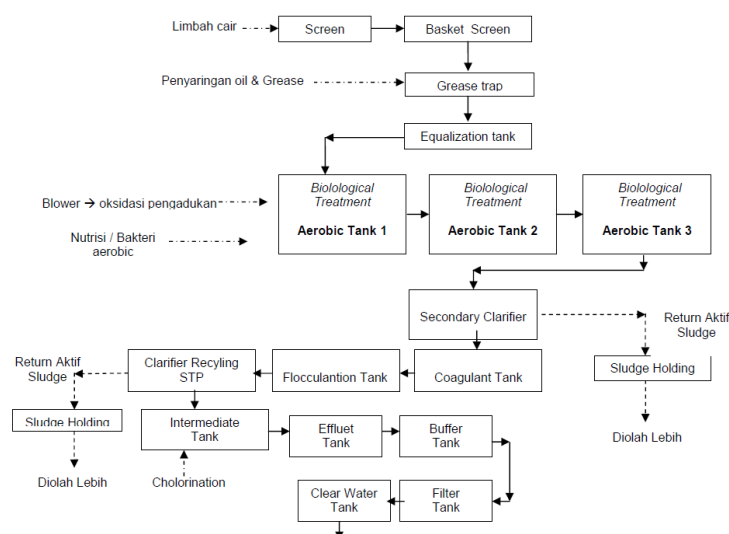 Limbah cair
Screen
Basket Screen
Penyaringan oil & Grease
Grease trap
Equalization tank
Blower → oksidasi pengadukan
Nutrisi / Bakteri
aerobic
Biolological
Treatment
Aerobic Tank 1
Biolological
Treatment
Aerobic Tank 2
Biolological
Treatment
Aerobic Tank 3
Secondary Clarifier
Return Aktif
Sludge
Sludge Holding
Diolah Lebih
Coagulant Tank
Flocculantion Tank
Clarifier Recyling
STP
Return Aktif
Sludge
Sludge Holding
Diolah Lebih
Intermediate
Tank
Cholorination
Effluet
Tank
Buffer
Tank
Filter
Tank
Clear Water
Tank